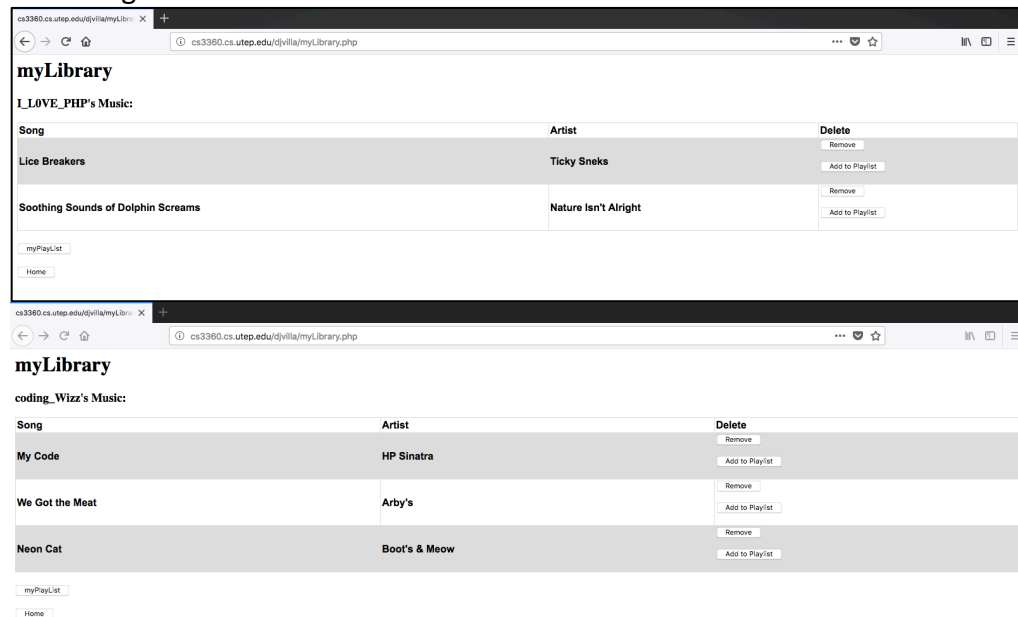 cs3360.cs.utep.edu/djvilla/myLibra
cs3360.cs.utep.edu/djvilla/myLibrary.php
myLibrary
I_L0VE_PHP's Music:
Song Artist Delete
Lice Breakers Ticky Sneks Remove
Add to Playlist
Soothing Sounds of Dolphin Screams Nature Isn't Alright Remove
Add to Playlist
myPlayList
Home
cs3360.cs.utep.edu/djvilla/myLibra
cs3360.cs.utep.edu/djvilla/myLibrary.php
myLibrary
coding_Wizz's Music:
Song Artist Delete
My Code HP Sinatra Remove
Add to Playlist
We Got the Meat Arby's Remove
Add to Playlist
Neon Cat Boot's & Meow Remove
Add to Playlist
myPlayList
Home